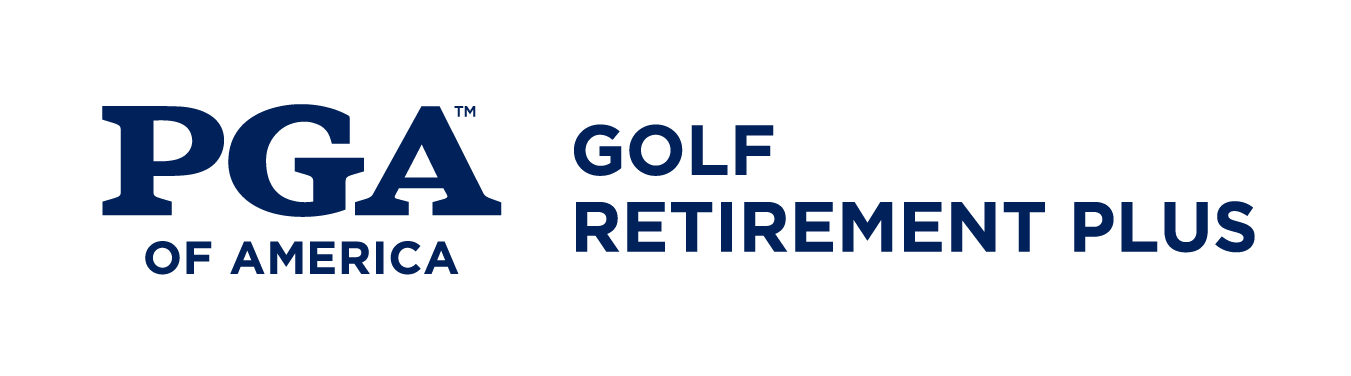 PGA™
OF AMERICA
GOLF
RETIREMENT PLUS